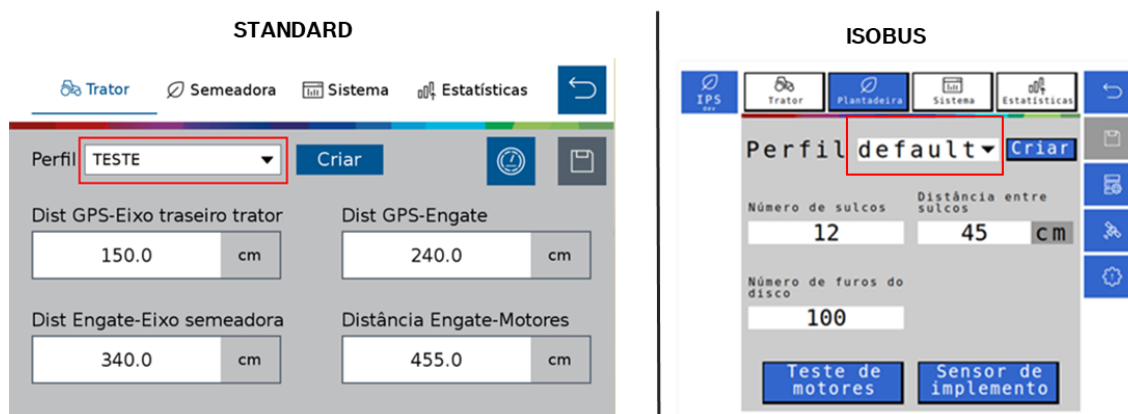 STANDARD
Trator Semeadora Sistema Estatísticas
Perfil TESTE Criar
Dist GPS-Eixo traseiro trator Dist GPS-Engate
150.0 cm 240.0 cm
Dist Engate-Eixo semeadora Distância Engate-Motores
340.0 cm 455.0 cm
ISOBUS
IPS
dev
Trator Plantadeira Sistema Estatísticas
Perfil default Criar
Número de sulcos
Distância entre
sulcos
12 45 cm
Número de furos do
disco
100
Teste de
motores
Sensor de
implemento